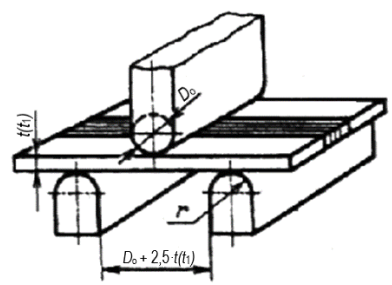 D₀
t(t₁)
r
D₀ + 2,5·t(t₁)